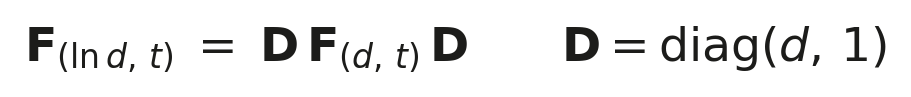 F(ln d, t) = D F(d, t) D D = diag(d, 1)